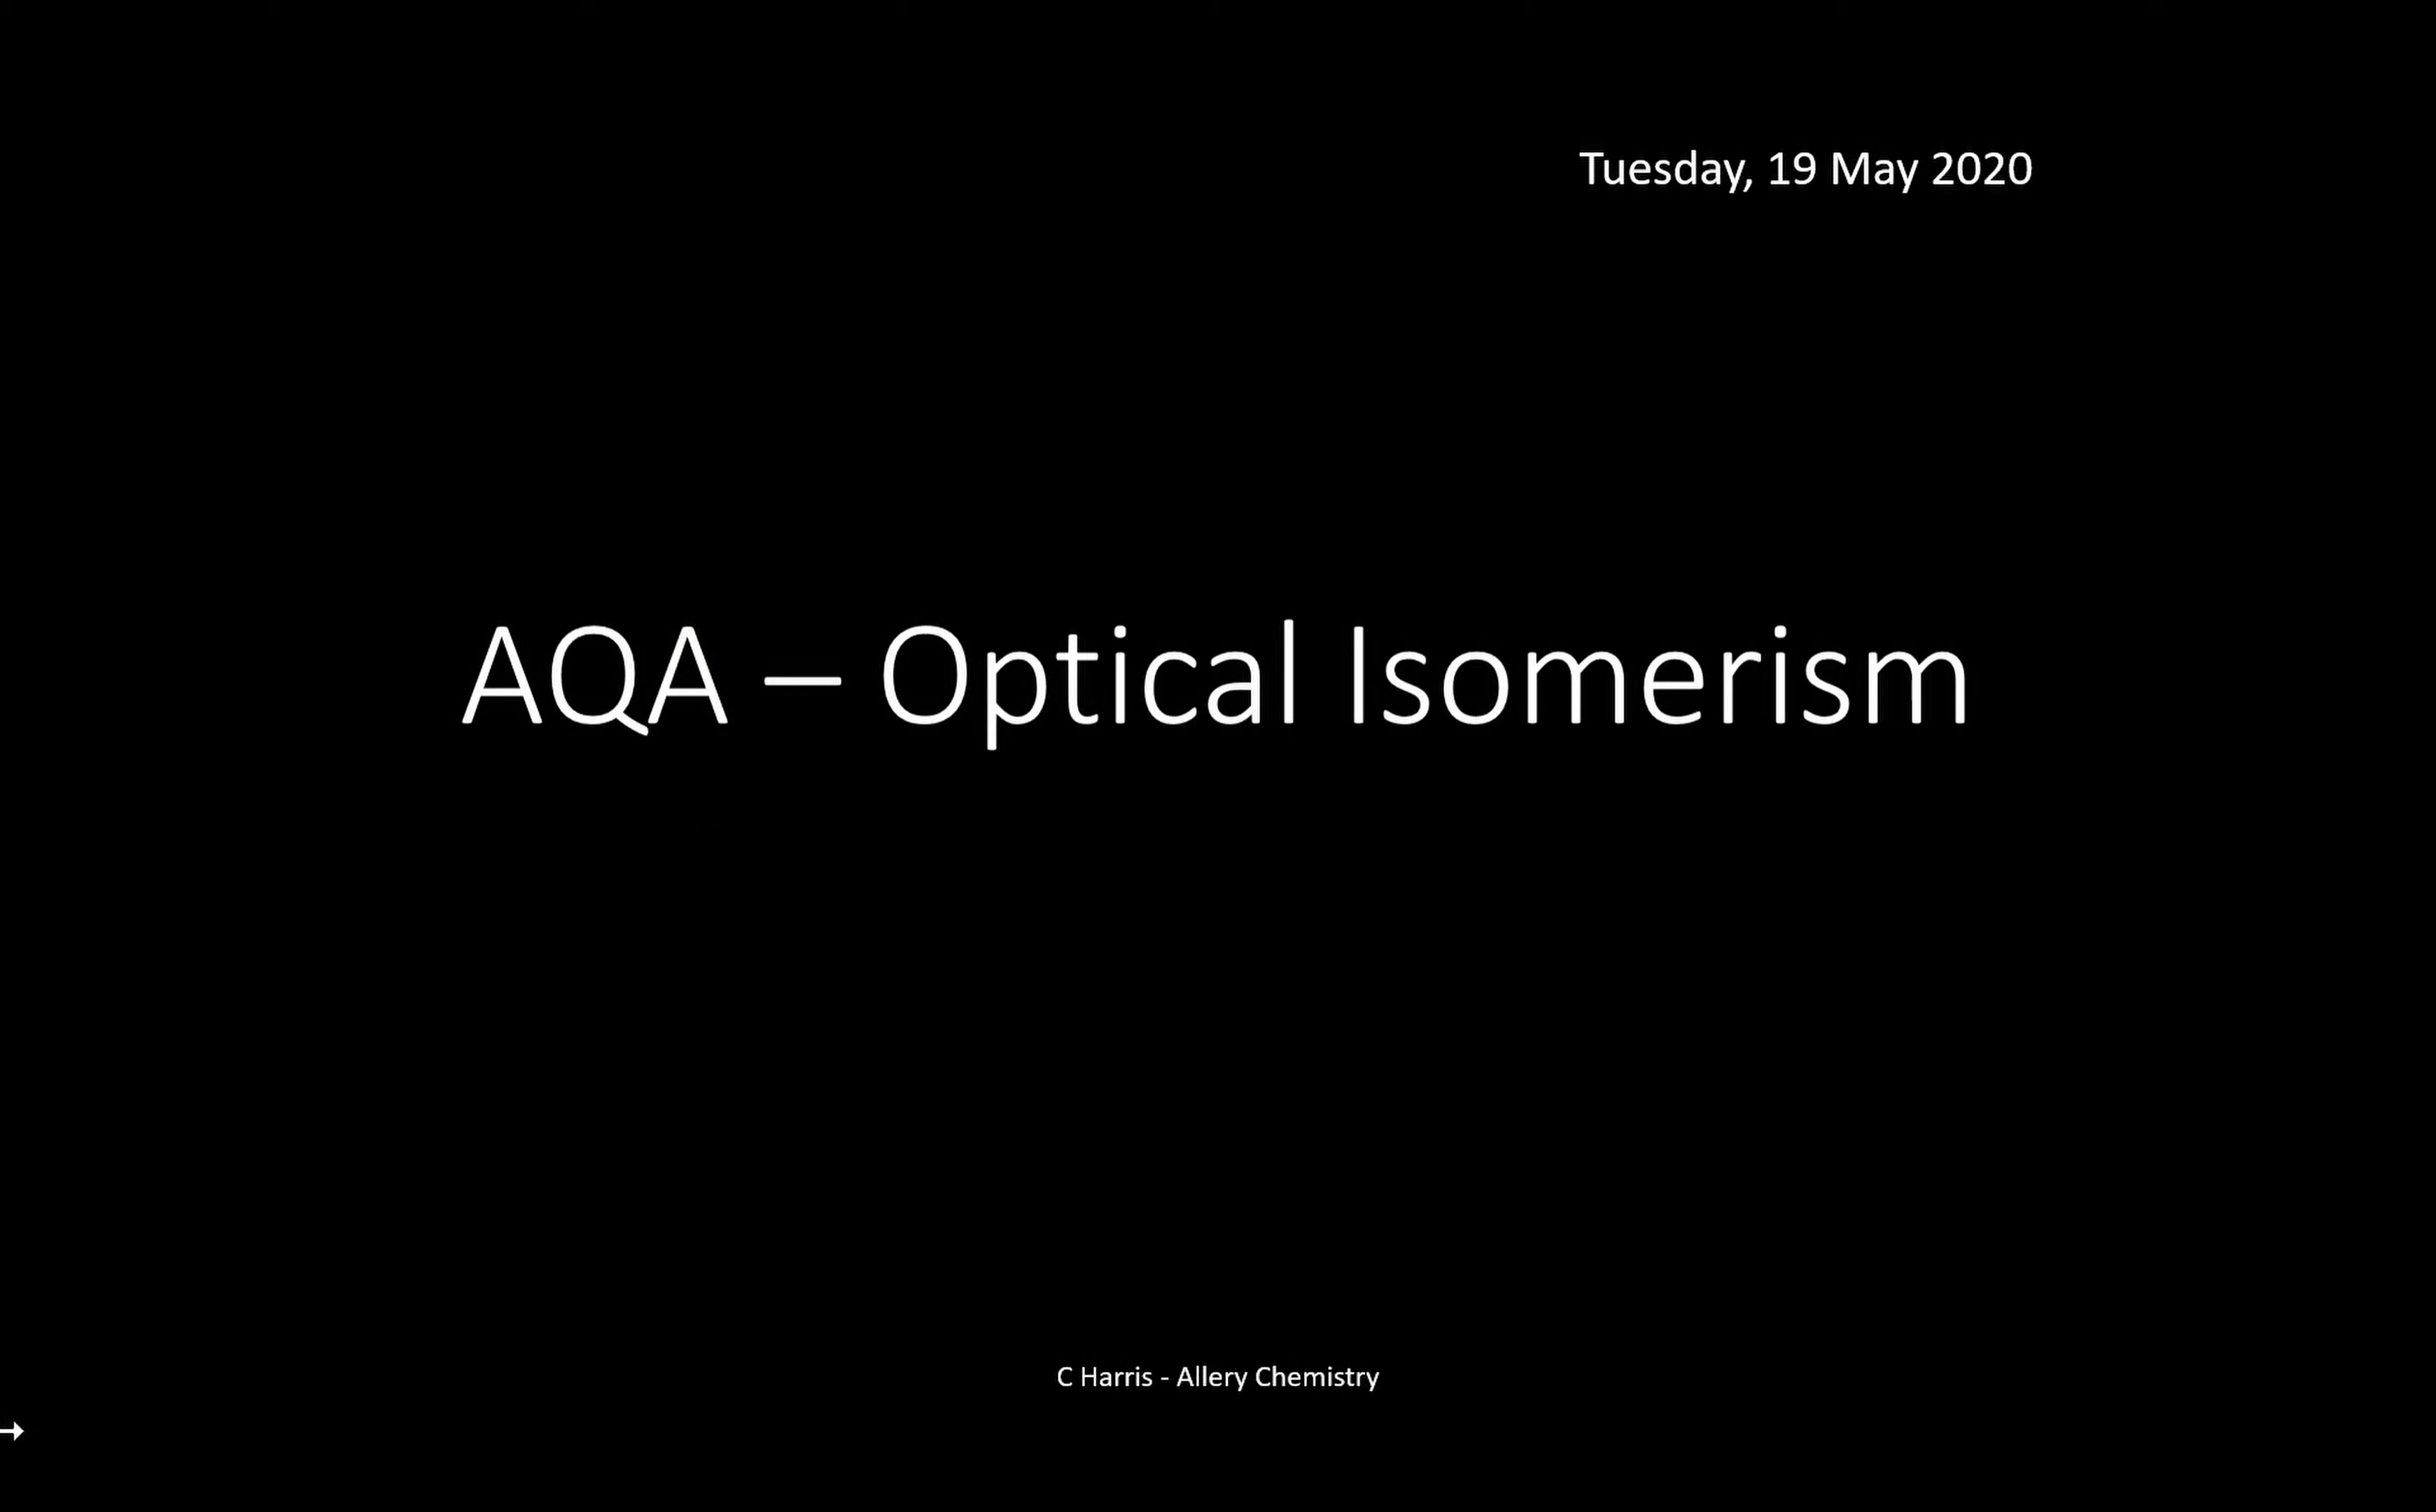 Tuesday, 19 May 2020
AQA – Optical Isomerism
C Harris - Allery Chemistry